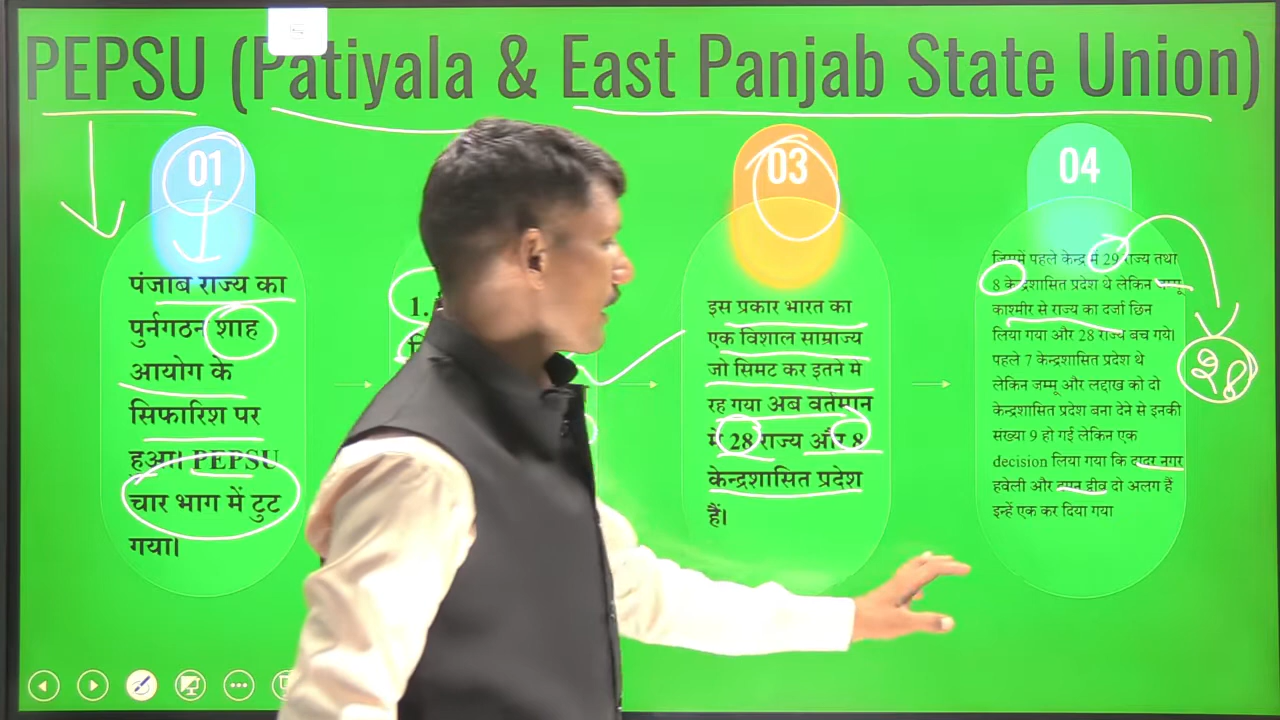 PEPSU (Patiyala & East Panjab State Union)
01
पंजाब राज्य का
पुर्नगठन शाह
आयोग के
सिफारिश पर
हुआ। PEPSU
चार भाग में टुट
गया।
1.
03
इस प्रकार भारत का
एक विशाल साम्राज्य
जो सिमट कर इतने मे
रह गया अब वर्तमान
में 28 राज्य और 8
केन्द्रशासित प्रदेश
हैं।
04
जिसमें पहले केन्द्र में 29 राज्य तथा
8 केन्द्रशासित प्रदेश थे लेकिन जम्मू
काश्मीर से राज्य का दर्जा छिन
लिया गया और 28 राज्य बच गये।
पहले 7 केन्द्रशासित प्रदेश थे
लेकिन जम्मू और लद्दाख को दो
केन्द्रशासित प्रदेश बना देने से इनकी
संख्या 9 हो गई लेकिन एक
decision लिया गया कि दादर नगर
हवेली और दमन दीव दो अलग हैं
इन्हें एक कर दिया गया
28